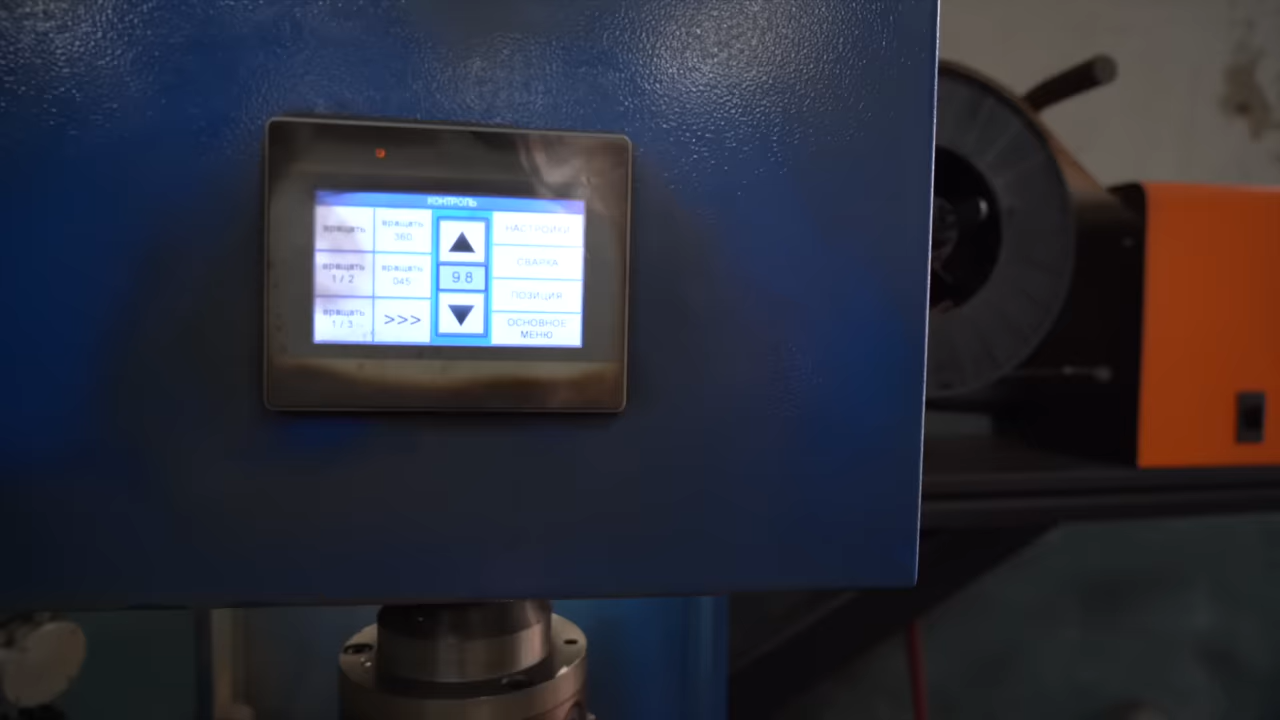 КОНТРОЛЬ
вращать
вращать
360
вращать
1 / 2
вращать
045
вращать
1 / 3
>>>
9.8
НАСТРОЙКИ
СВАРКА
ПОЗИЦИЯ
ОСНОВНОЕ
МЕНЮ